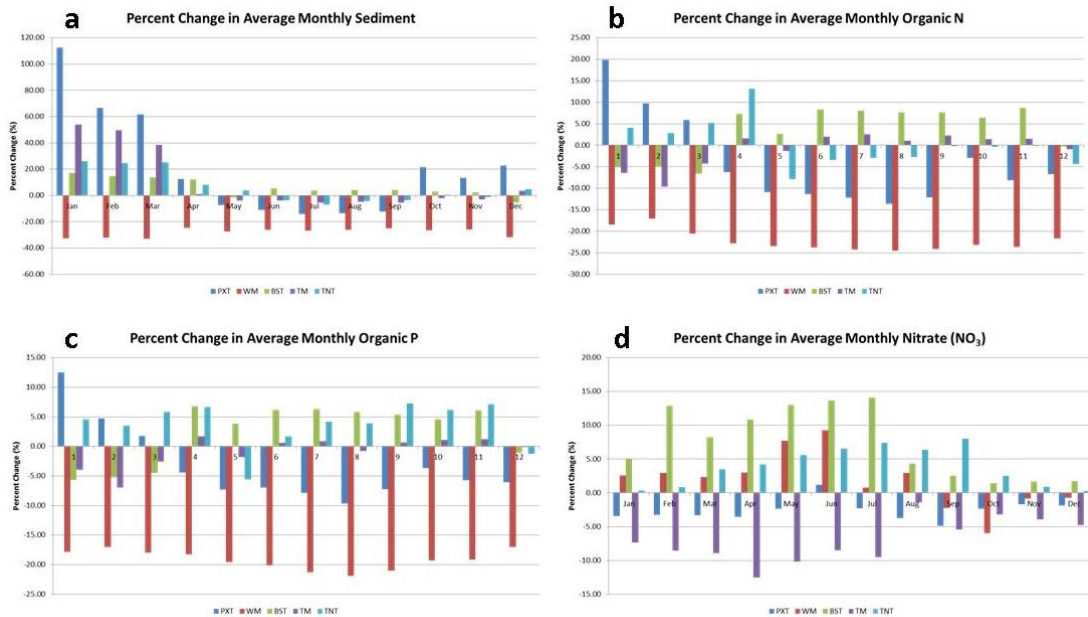 a
Percent Change in Average Monthly Sediment
120.00
100.00
80.00
60.00
40.00
20.00
0.00
-20.00
-40.00
-60.00
Percent Change (%)
Jan Feb Mar Apr May Jun Jul Aug Sep Oct Nov Dec
PXT WM BST TM TNT
b
Percent Change in Average Monthly Organic N
25.00
20.00
15.00
10.00
5.00
0.00
-5.00
-10.00
-15.00
-20.00
-25.00
-30.00
Percent Change (%)
1 2 3 4 5 6 7 8 9 10 11 12
PXT WM BST TM TNT
c
Percent Change in Average Monthly Organic P
15.00
10.00
5.00
0.00
-5.00
-10.00
-15.00
-20.00
-25.00
Percent Change (%)
1 2 3 4 5 6 7 8 9 10 11 12
PXT WM BST TM TNT
d
Percent Change in Average Monthly Nitrate (NO₃)
20.00
15.00
10.00
5.00
0.00
-5.00
-10.00
-15.00
Percent Change (%)
Jan Feb Mar Apr May Jun Jul Aug Sep Oct Nov Dec
PXT WM BST TM TNT